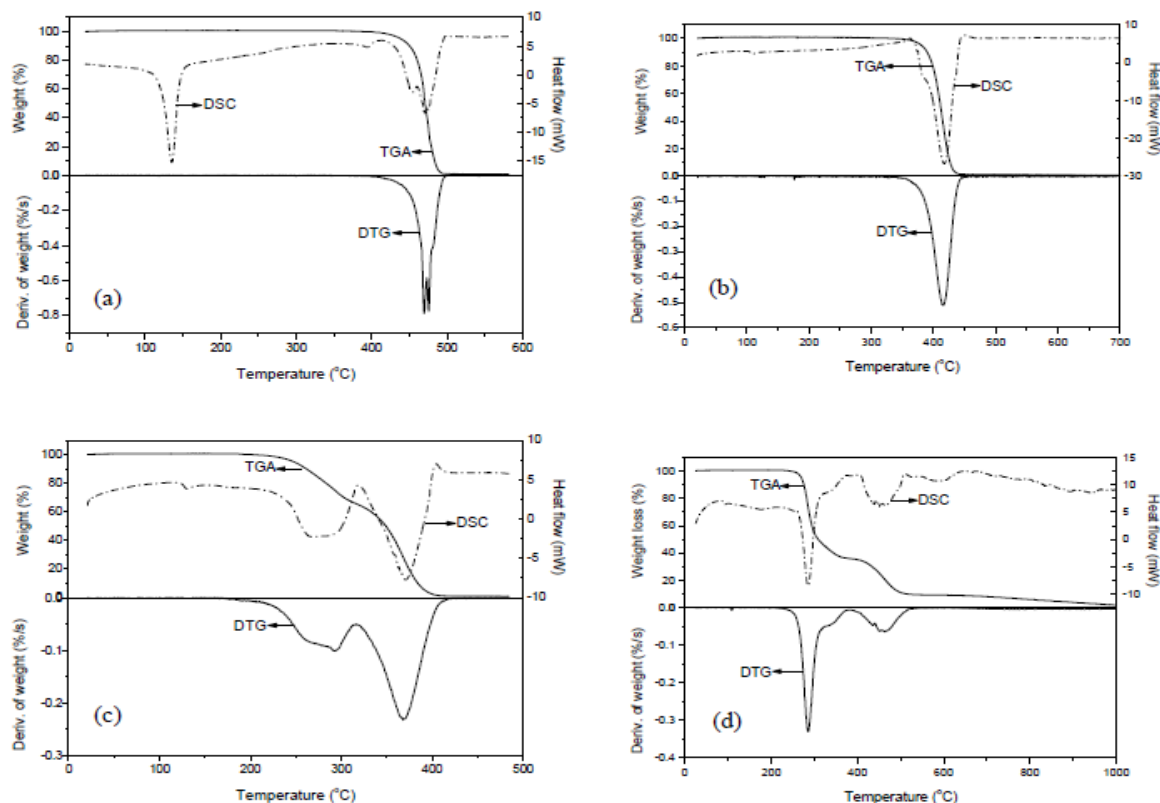 100
80
60
40
20
0.0
-0.2
-0.4
-0.6
-0.8
Weight (%)
Deriv. of weight (%/s)
10
5
0
-5
-10
-15
Heat flow (mW)
DSC
TGA
DTG
(a)
0 100 200 300 400 500 600
Temperature (°C)
100
80
60
40
20
0.0
-0.1
-0.2
-0.3
-0.4
-0.5
-0.6
Weight (%)
Deriv. of weight (%/s)
10
0
-10
-20
-30
Heat flow (mW)
TGA
DSC
DTG
(b)
0 100 200 300 400 500 600 700
Temperature (°C)
100
80
60
40
20
0.0
-0.1
-0.2
-0.3
Weight (%)
Deriv. of weight (%/s)
10
5
0
-5
-10
Heat flow (mW)
TGA
DSC
DTG
(c)
0 100 200 300 400 500
Temperature (°C)
100
80
60
40
20
0.0
-0.1
-0.2
-0.3
-0.4
Weight loss (%)
Deriv. of weight (%/s)
15
10
5
0
-5
-10
Heat flow (mW)
TGA
DSC
DTG
(d)
0 200 400 600 800 1000
Temperature (°C)